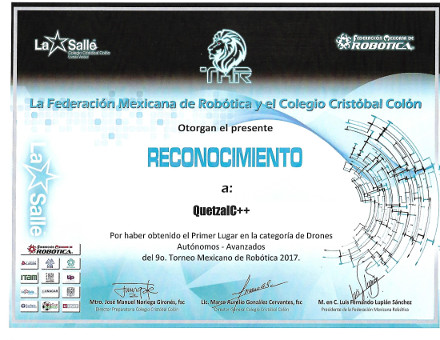 La Salle
Colegio Cristóbal Colón
TMR
Federación Mexicana de
ROBÓTICA
La Federación Mexicana de Robótica y el Colegio Cristóbal Colón
Otorgan el presente
RECONOCIMIENTO
a:
QuetzalC++
Por haber obtenido el Primer Lugar en la categoría de Drones
Autónomos - Avanzados
del 9o. Torneo Mexicano de Robótica 2017.
La Salle
Federación Mexicana de
ROBÓTICA
Mtro. José Manuel Noriega Gironés, fsc
Director Preparatoria Colegio Cristóbal Colón
Lic. Marco Aurelio González Cervantes, fsc
Colegio Cristóbal Colón
M. en C. Luis Fernando Lupián Sánchez
Presidente de la Federación Mexicana de Robótica